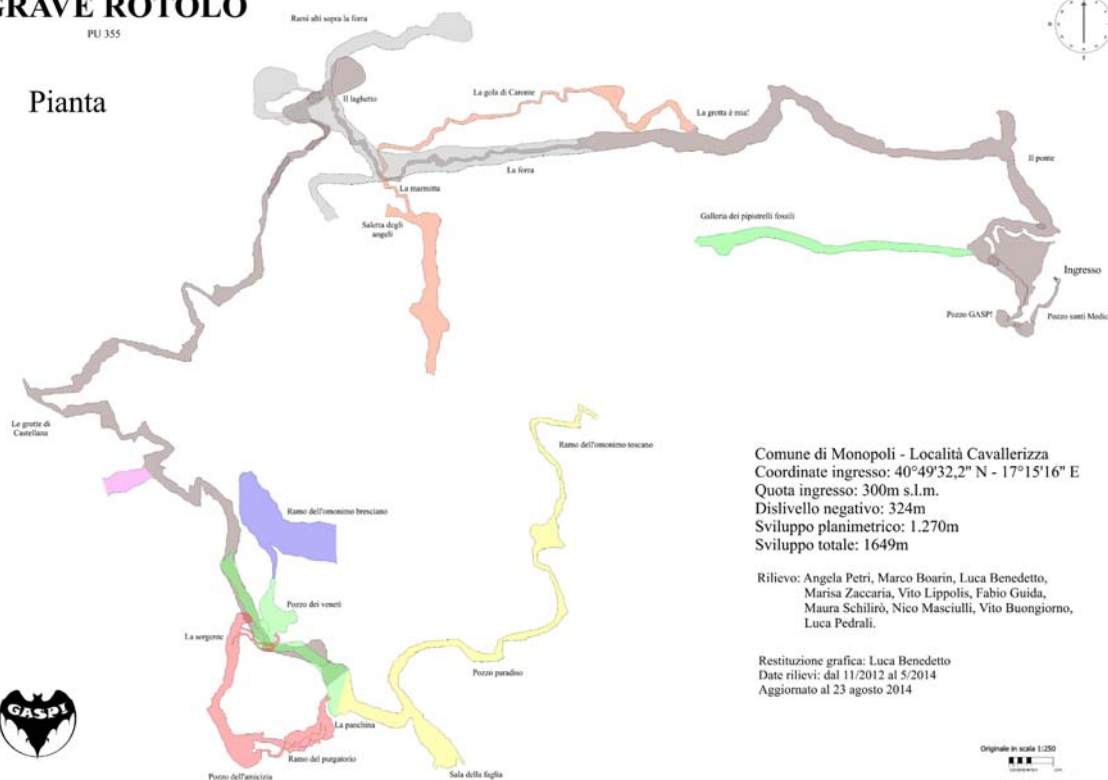 GRAVE ROTOLO
PU 355
Pianta
Rami alti sopra la forra
Il laghetto
La gola di Caronte
La grotta è mia!
La forra
La marmitta
Saletta degli
angeli
Il ponte
Galleria dei pipistrelli fossili
Ingresso
Pozzo GASP!
Pozzo santi Medic
Le grotte di
Castellana
Ramo dell'omonimo toscano
Ramo dell'omonimo bresciano
Pozzo dei veneti
La sorgente
Pozzo paradiso
La panchina
Ramo del purgatorio
Pozzo dell'amicizia
Sala della faglia
Comune di Monopoli - Località Cavallerizza
Coordinate ingresso: 40°49'32,2" N - 17°15'16" E
Quota ingresso: 300m s.l.m.
Dislivello negativo: 324m
Sviluppo planimetrico: 1.270m
Sviluppo totale: 1649m
Rilievo: Angela Petri, Marco Boarin, Luca Benedetto,
Marisa Zaccaria, Vito Lippolis, Fabio Guida,
Maura Schilirò, Nico Masciulli, Vito Buongiorno,
Luca Pedrali.
Restituzione grafica: Luca Benedetto
Date rilievi: dal 11/2012 al 5/2014
Aggiornato al 23 agosto 2014
GASP!
Originale in scala 1:250